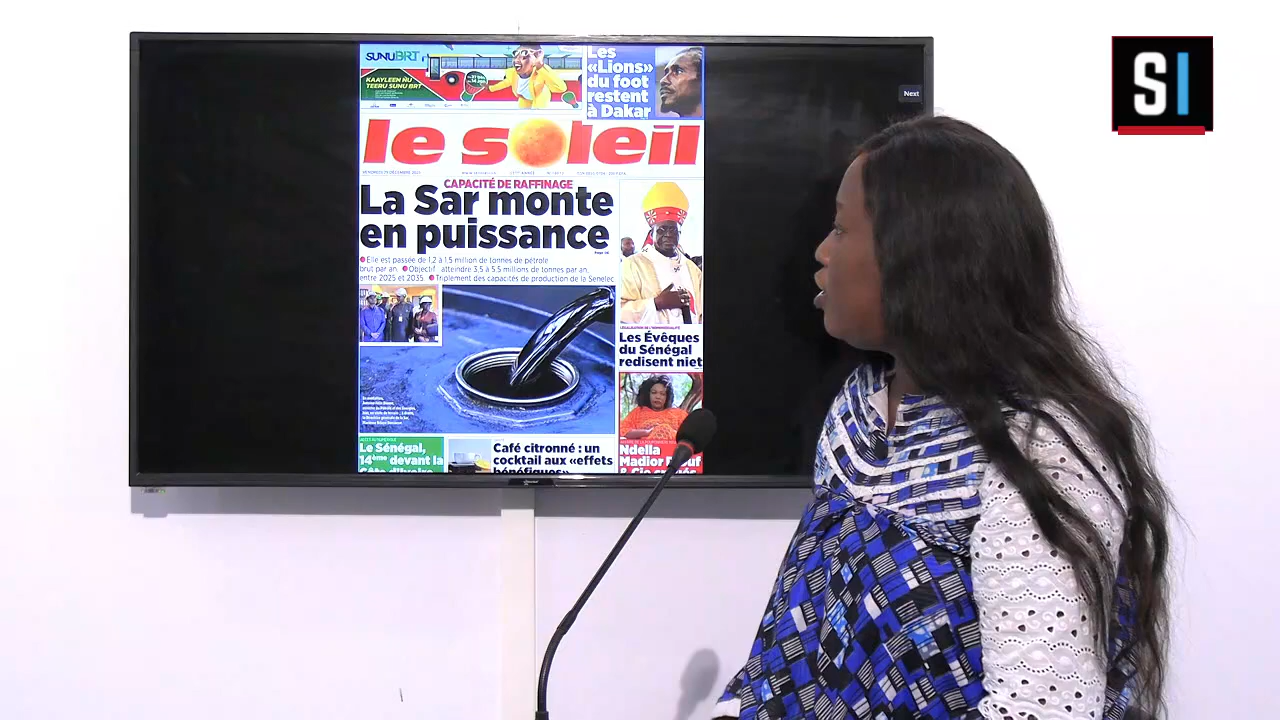 SUNUBRT
KAAYLEEN NU
TEERU SUNU BRT
Les
«Lions»
du foot
restent
à Dakar
Next
SI
le soleil
CAPACITÉ DE RAFFINAGE
La Sar monte
en puissance
Elle est passée de 1,2 à 1,5 million de tonnes de pétrole
brut par an. Objectif : atteindre 3,5 à 5,5 millions de tonnes par an,
entre 2025 et 2035 Triplement des capacités de production de la Senelec
Les Évêques
du Sénégal
redisent niet
Le Sénégal,
14ème devant la
Café citronné : un
cocktail aux «effets
bénéfiques»
Ndella
Madior